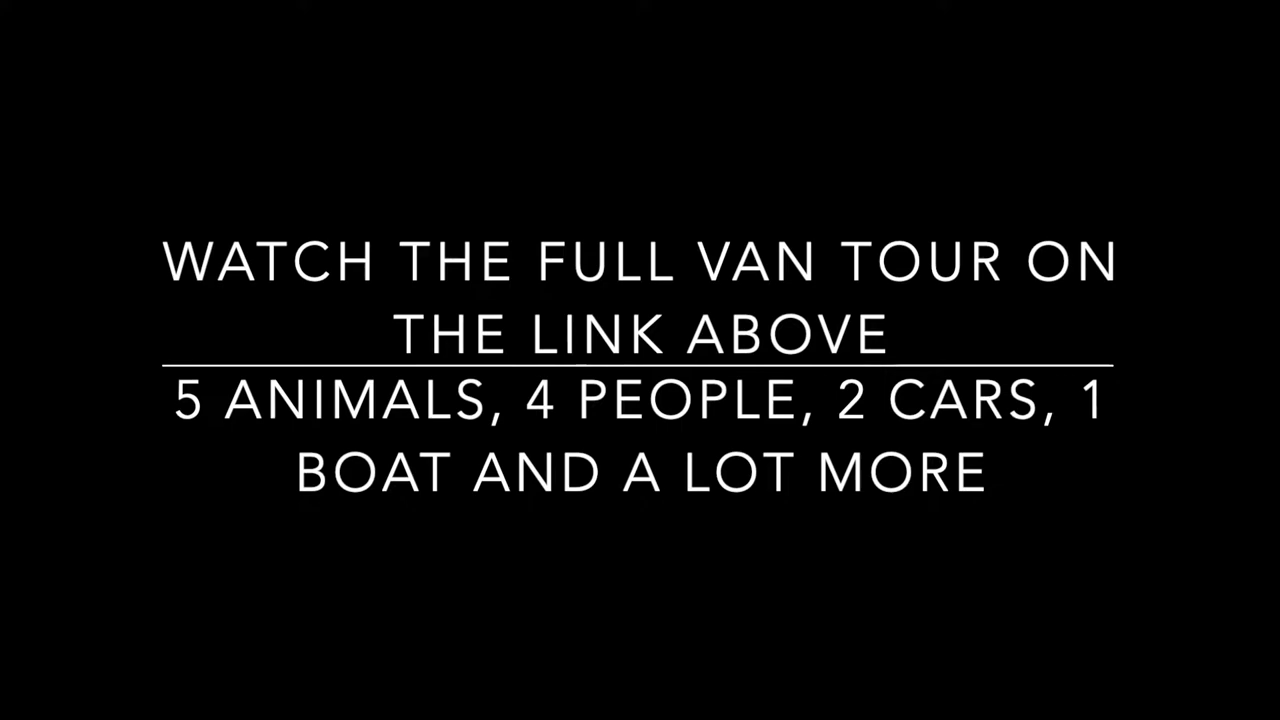 WATCH THE FULL VAN TOUR ON
THE LINK ABOVE
5 ANIMALS, 4 PEOPLE, 2 CARS, 1
BOAT AND A LOT MORE